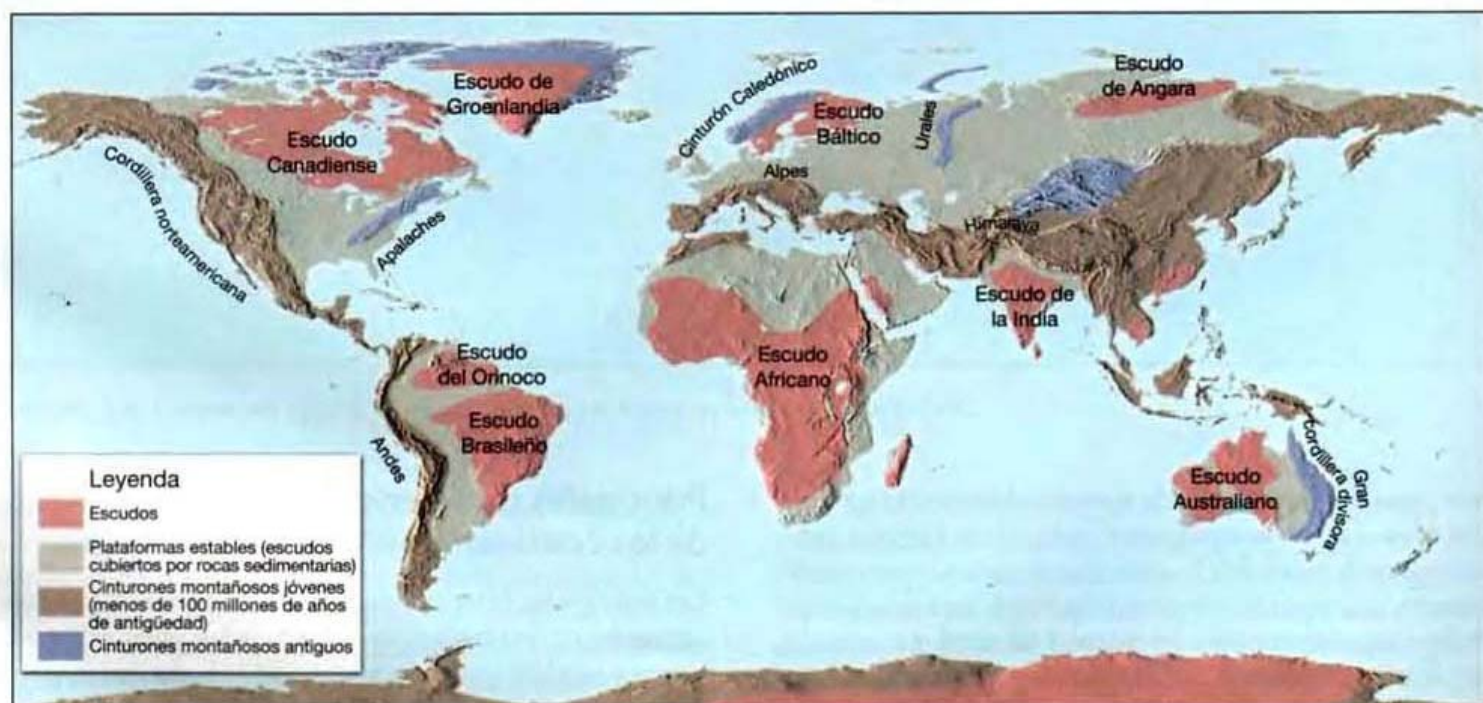 Escudo de
Groenlandia
Escudo
Canadiense
Cordillera norteamericana
Apalaches
Cinturón Caledónico
Escudo
Báltico
Urales
Escudo
de Angara
Alpes
Himalaya
Escudo de
la India
Escudo
Africano
Escudo
del Orinoco
Escudo
Brasileño
Andes
Escudo
Australiano
Gran
cordillera divisora
Leyenda
Escudos
Plataformas estables (escudos
cubiertos por rocas sedimentarias)
Cinturones montañosos jóvenes
(menos de 100 millones de años
de antigüedad)
Cinturones montañosos antiguos